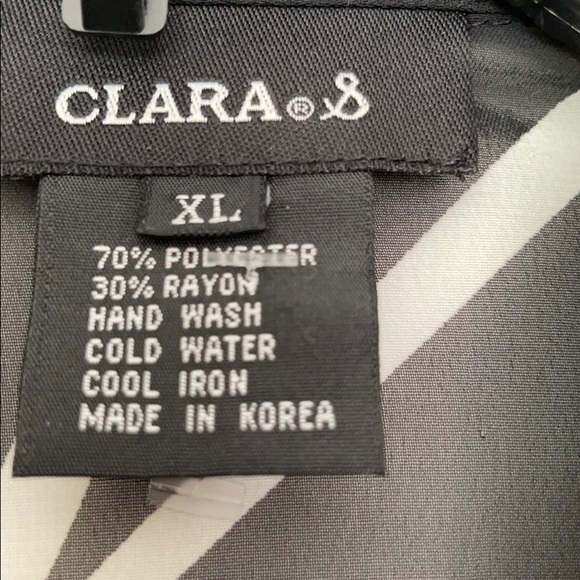 CLARA® S
XL
70% POLYESTER
30% RAYON
HAND WASH
COLD WATER
COOL IRON
MADE IN KOREA